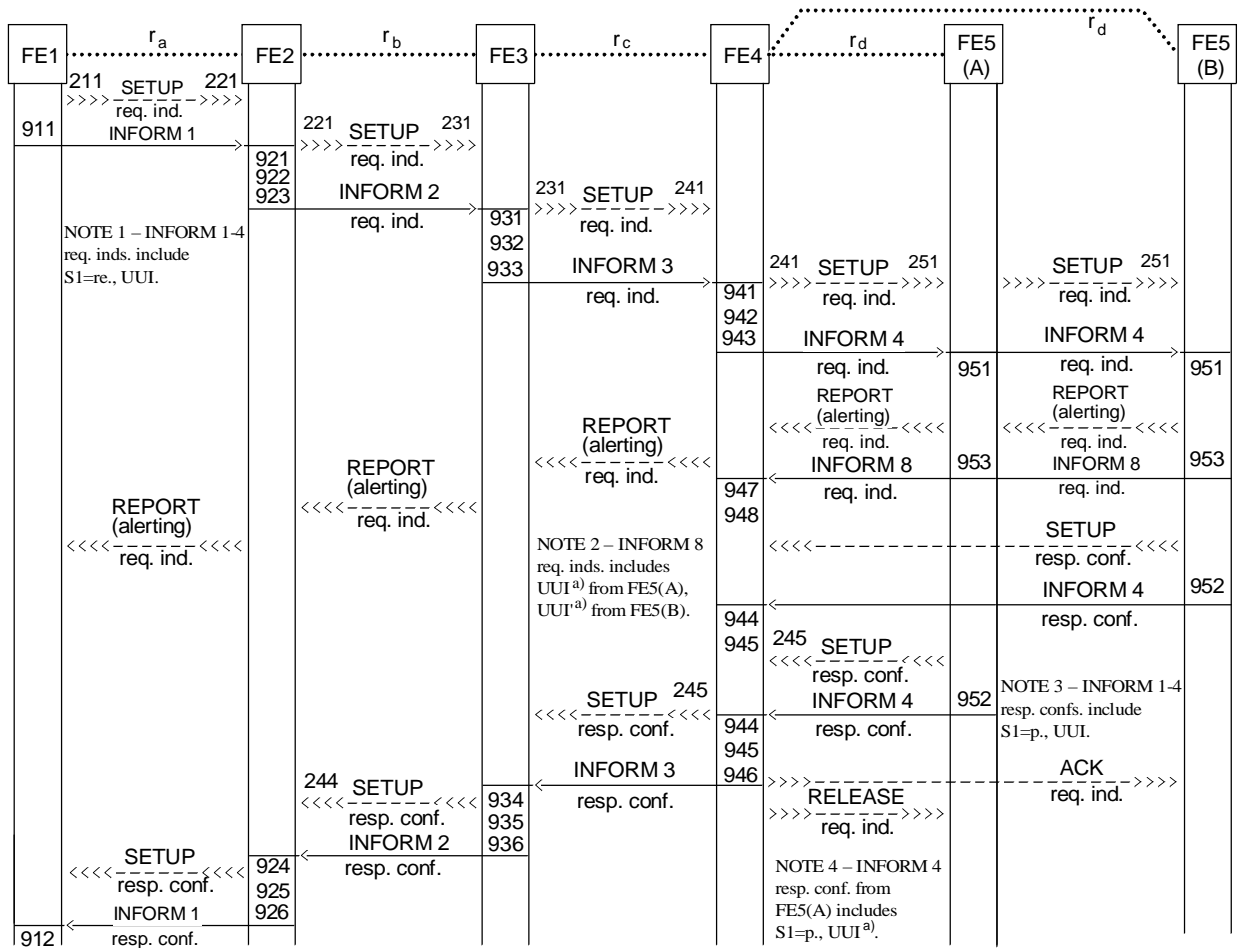 ra rb rc rd rd
FE1 FE2 FE3 FE4 FE5 (A) FE5 (B)
211 SETUP 221
req. ind.
911 INFORM 1
221 SETUP 231
req. ind.
921
922
923
INFORM 2
req. ind.
231 SETUP 241
req. ind.
NOTE 1 – INFORM 1-4
req. inds. include
S1=re., UUI.
931
932
933
INFORM 3
req. ind.
241 SETUP 251
req. ind.
SETUP 251
req. ind.
941
942
943
INFORM 4
req. ind.
951
INFORM 4
req. ind.
951
REPORT
(alerting)
req. ind.
REPORT
(alerting)
req. ind.
REPORT
(alerting)
req. ind.
INFORM 8
req. ind.
953
INFORM 8
req. ind.
953
REPORT
(alerting)
req. ind.
947
948
REPORT
(alerting)
req. ind.
NOTE 2 – INFORM 8
req. inds. includes
UUI a) from FE5(A),
UUI' a) from FE5(B).
SETUP
resp. conf.
INFORM 4
resp. conf.
952
944
945
245 SETUP
resp. conf.
SETUP 245
resp. conf.
INFORM 4
resp. conf.
952
NOTE 3 – INFORM 1-4
resp. confs. include
S1=p., UUI.
944
945
946
INFORM 3
resp. conf.
ACK
req. ind.
244 SETUP
resp. conf.
934
935
936
RELEASE
req. ind.
INFORM 2
resp. conf.
SETUP
resp. conf.
924
925
926
NOTE 4 – INFORM 4
resp. conf. from
FE5(A) includes
S1=p., UUI a).
INFORM 1
resp. conf.
912